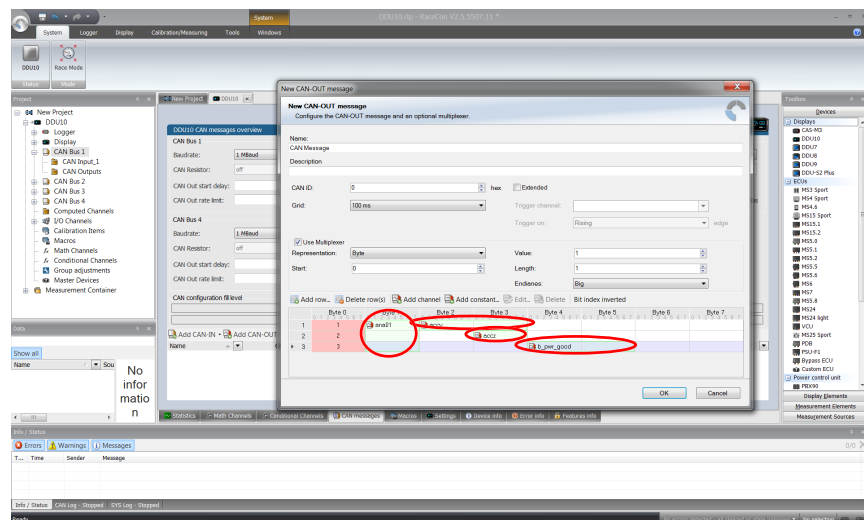 System
DDU10.rtp - RaceCon V2.5.5507.11 *
System Logger Display Calibration/Measuring Tools Windows
DDU10 Race Mode
Status Mode
Project
New Project
DDU10
Logger
Display
CAN Bus 1
CAN Input_1
CAN Outputs
CAN Bus 2
CAN Bus 3
CAN Bus 4
Computed Channels
I/O Channels
Calibration Items
Macros
Math Channels
Conditional Channels
Group adjustments
Master Devices
Measurement Container
Data
Show all
Name Sou
No
infor
matio
n
New Project DDU10
DDU10 CAN messages overview
CAN Bus 1
Baudrate: 1 MBaud
CAN Resistor: off
CAN Out start delay:
CAN Out rate limit:
CAN Bus 4
Baudrate: 1 MBaud
CAN Resistor: off
CAN Out start delay:
CAN Out rate limit:
CAN configuration fill level
Add CAN-IN Add CAN-OUT
Name
New CAN-OUT message
New CAN-OUT message
Configure the CAN-OUT message and an optional multiplexer.
Name:
CAN Message
Description
CAN ID: 0 hex Extended
Grid: 100 ms Trigger channel:
Trigger on: Rising edge
Use Multiplexer
Representation: Byte Value: 1
Start: 0 Length: 1
Endienes: Big
Add row... Delete row(s) Add channel Add constant... Edit... Delete Bit index inverted
Byte 0 Byte 1 Byte 2 Byte 3 Byte 4 Byte 5 Byte 6 Byte 7
1 1 ana01 accy
2 2 accz
3 3 b_pwr_good
OK Cancel
Statistics Math Channels Conditional Channels CAN messages Macros Settings Device info Error info Features info
Toolbox
Devices
Displays
CAS-M3
DDU10
DDU7
DDU8
DDU9
DDU-S2 Plus
ECUs
MS3 Sport
MS4 Sport
MS4.6
MS15 Sport
MS15.1
MS15.2
MS5.0
MS5.1
MS5.2
MS5.5
MS5.6
MS6
MS7
MS5.8
MS24
MS24 light
VCU
MS25 Sport
PDB
PSU-F1
Bypass ECU
Custom ECU
Power control unit
PBX90
Display Elements
Measurement Elements
Measurement Sources
Info / Status
Errors Warnings Messages 0/0
T... Time Sender Message
Info / Status CAN Log - Stopped SYS Log - Stopped
Ready